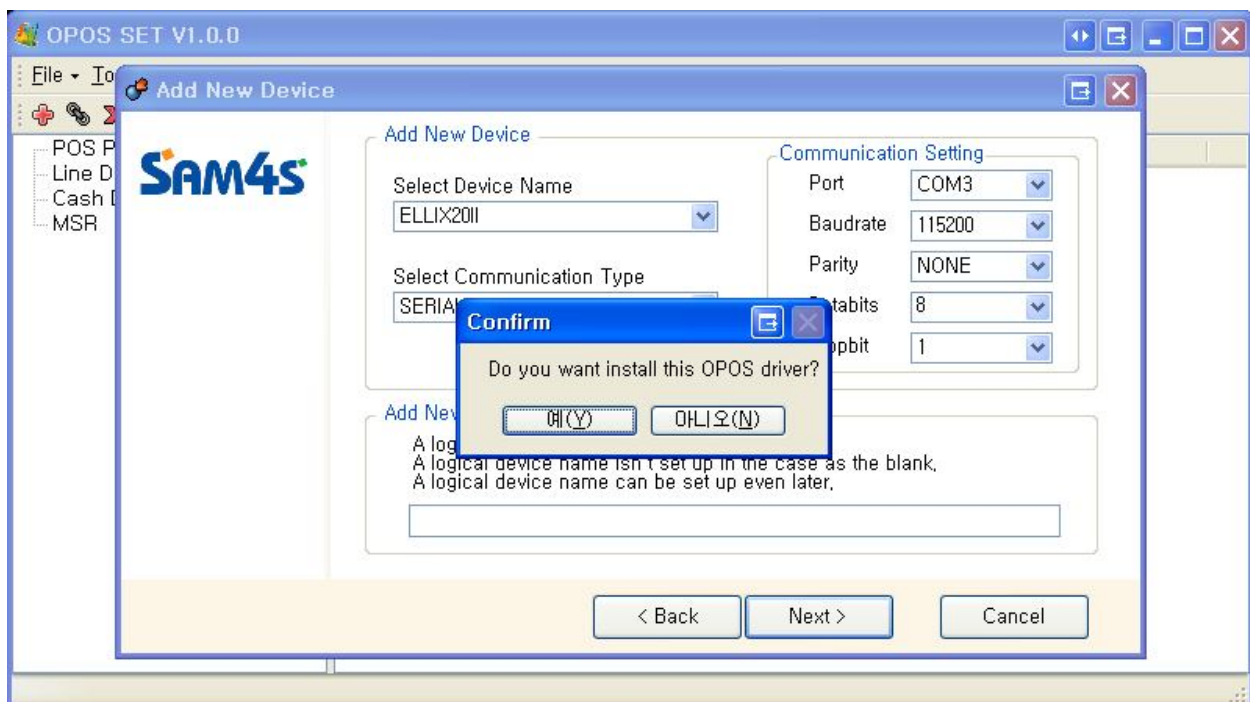 OPOS SET V1.0.0
File
Add New Device
POS P
Line D
Cash
MSR
SAM4S
Add New Device
Select Device Name
ELLIX20II
Select Communication Type
SERIAL
Communication Setting
Port COM3
Baudrate 115200
Parity NONE
8
1
Confirm
Do you want install this OPOS driver?
예(Y) 아니오(N)
Add New
A logical device name isn't set up in the case as the blank,
A logical device name can be set up even later,
< Back Next > Cancel